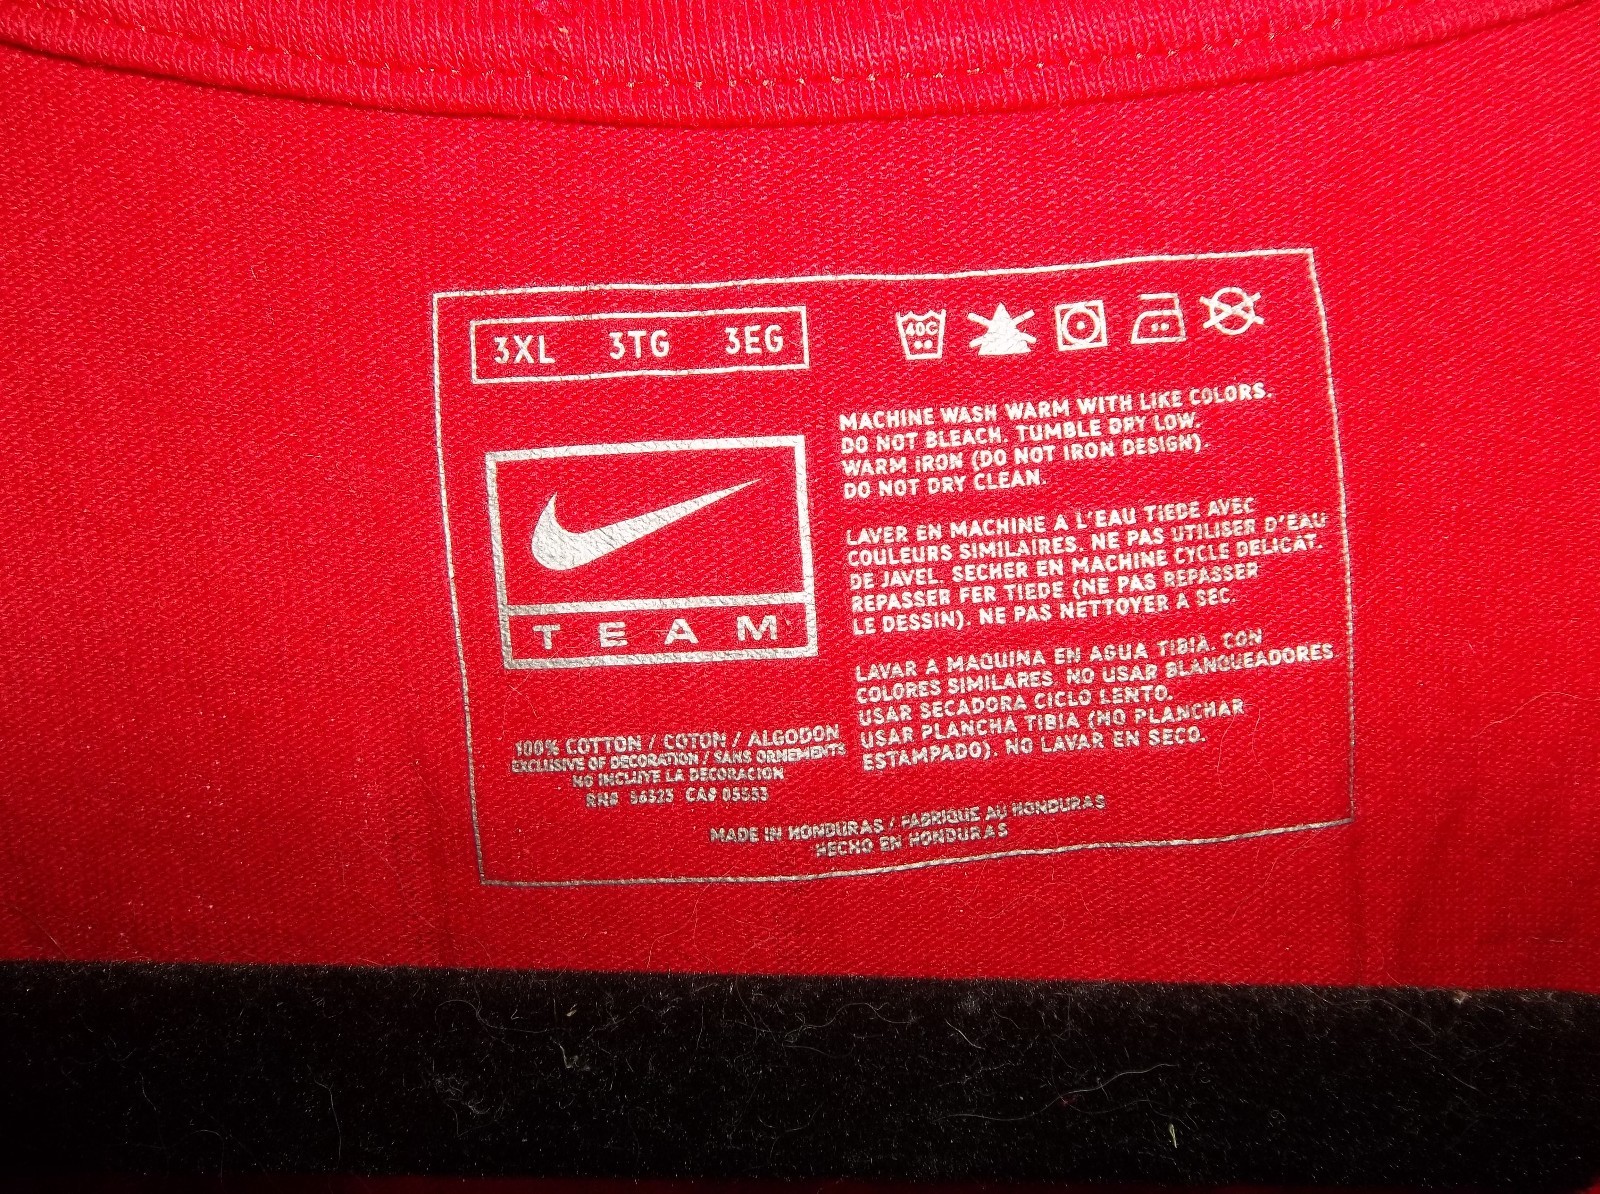 3XL 3TG 3EG
40C
TEAM
MACHINE WASH WARM WITH LIKE COLORS.
DO NOT BLEACH. TUMBLE DRY LOW.
WARM IRON (DO NOT IRON DESIGN).
DO NOT DRY CLEAN.
LAVER EN MACHINE A L'EAU TIEDE AVEC
COULEURS SIMILAIRES. NE PAS UTILISER D'EAU
DE JAVEL. SECHER EN MACHINE CYCLE DELICAT.
REPASSER FER TIEDE (NE PAS REPASSER
LE DESSIN). NE PAS NETTOYER A SEC.
LAVAR A MAQUINA EN AGUA TIBIA. CON
COLORES SIMILARES. NO USAR BLANQUEADORES
USAR SECADORA CICLO LENTO.
USAR PLANCHA TIBIA (NO PLANCHAR
ESTAMPADO). NO LAVAR EN SECO.
100% COTTON / COTON / ALGODON
EXCLUSIVE OF DECORATION / SANS ORNEMENTS
NO INCLUYE LA DECORACION
RN# 56323 CA# 05553
MADE IN HONDURAS / FABRIQUE AU HONDURAS
HECHO EN HONDURAS